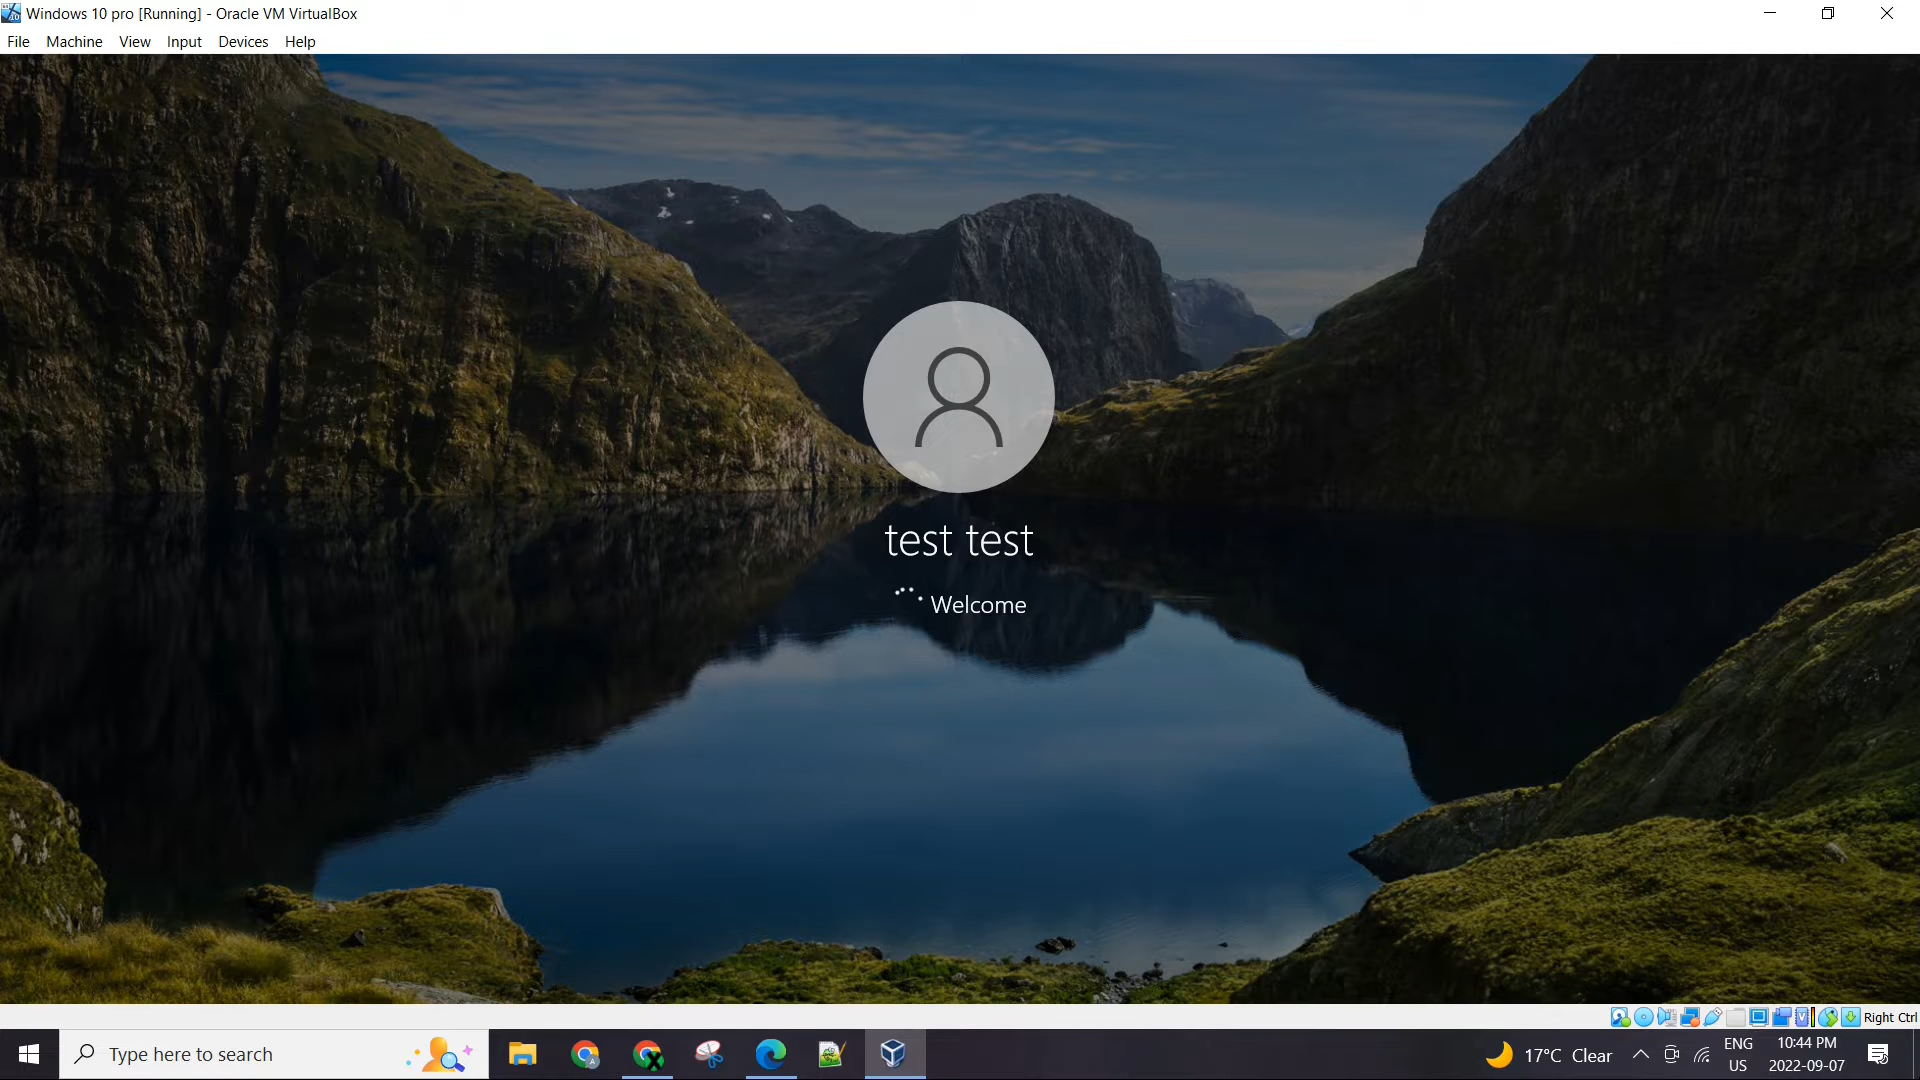 Windows 10 pro [Running] - Oracle VM VirtualBox
File Machine View Input Devices Help
test test
Welcome
Right Ctrl
Type here to search
17°C Clear
ENG
US
10:44 PM
2022-09-07